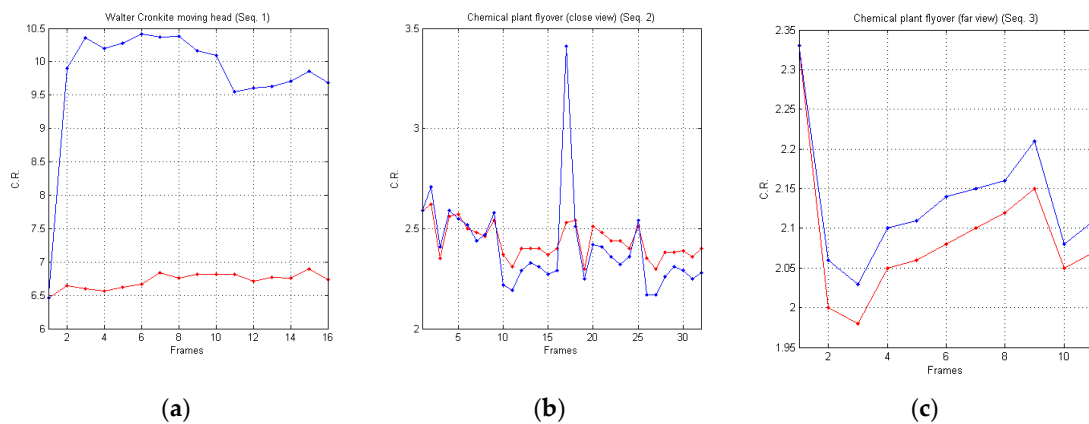 Walter Cronkite moving head (Seq. 1)
10.5
10
9.5
9
8.5
8
7.5
7
6.5
6
C.R.
2 4 6 8 10 12 14 16
Frames
(a)
Chemical plant flyover (close view) (Seq. 2)
3.5
3
2.5
2
C.R.
5 10 15 20 25 30
Frames
(b)
Chemical plant flyover (far view) (Seq. 3)
2.35
2.3
2.25
2.2
2.15
2.1
2.05
2
1.95
C.R.
2 4 6 8 10
Frames
(c)